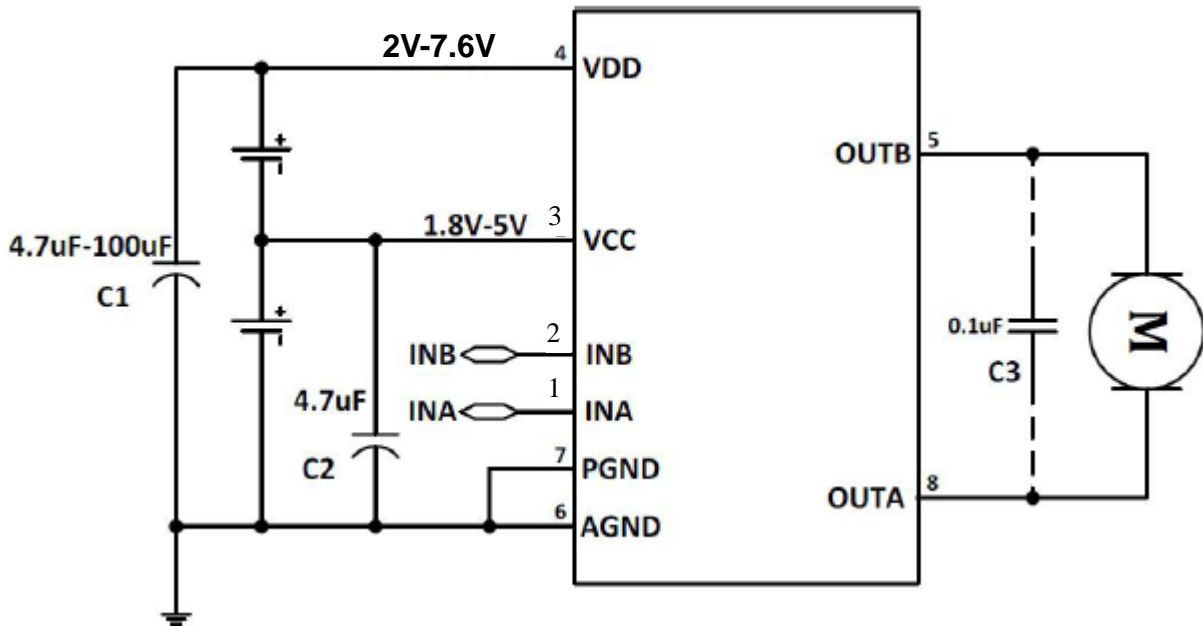 2V-7.6V
4
VDD
OUTB
5
1.8V-5V
3
VCC
4.7uF-100uF
C1
+
+
INB
2
INB
INA
1
INA
4.7uF
C2
7
PGND
6
AGND
0.1uF
C3
M
OUTA
8